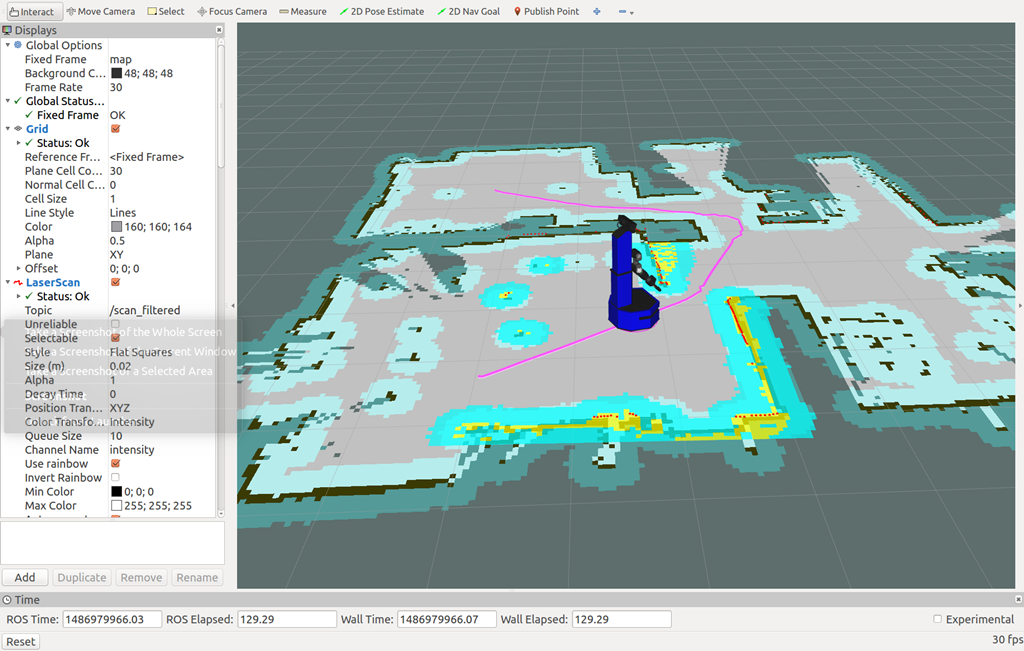 Interact Move Camera Select Focus Camera Measure 2D Pose Estimate 2D Nav Goal Publish Point
Displays
Global Options
Fixed Frame map
Background C... 48; 48; 48
Frame Rate 30
Global Status...
Fixed Frame OK
Grid
Status: Ok
Reference Fr... <Fixed Frame>
Plane Cell Co... 30
Normal Cell C... 0
Cell Size 1
Line Style Lines
Color 160; 160; 164
Alpha 0.5
Plane XY
Offset 0; 0; 0
LaserScan
Status: Ok
Topic /scan_filtered
Unreliable
Take a Screenshot of the Whole Screen
Selectable
Style Flat Squares
Size (m) 0.02
Take a Screenshot of a Selected Area
Alpha 1
Decay Time 0
Position Tran... XYZ
Color Transfo... Intensity
Queue Size 10
Channel Name intensity
Use rainbow
Invert Rainbow
Min Color 0; 0; 0
Max Color 255; 255; 255
Add Duplicate Remove Rename
Time
ROS Time: 1486979966.03 ROS Elapsed: 129.29 Wall Time: 1486979966.07 Wall Elapsed: 129.29 Experimental
Reset 30 fps